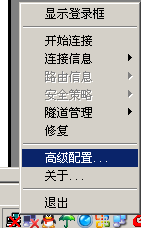 显示登录框
开始连接
连接信息
路由信息
安全策略
隧道管理
修复
高级配置...
关于...
退出